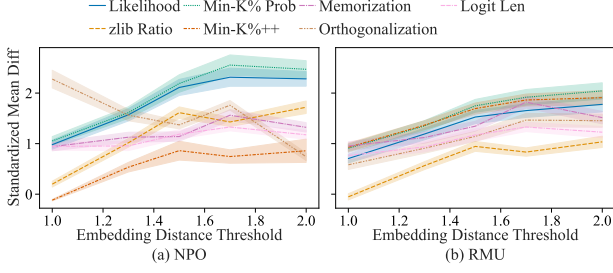 Likelihood Min-K% Prob Memorization Logit Len
zlib Ratio Min-K%++ Orthogonalization
Standardized Mean Diff
2
1
0
1.0 1.2 1.4 1.6 1.8 2.0
1.0 1.2 1.4 1.6 1.8 2.0
Embedding Distance Threshold
Embedding Distance Threshold
(a) NPO
(b) RMU